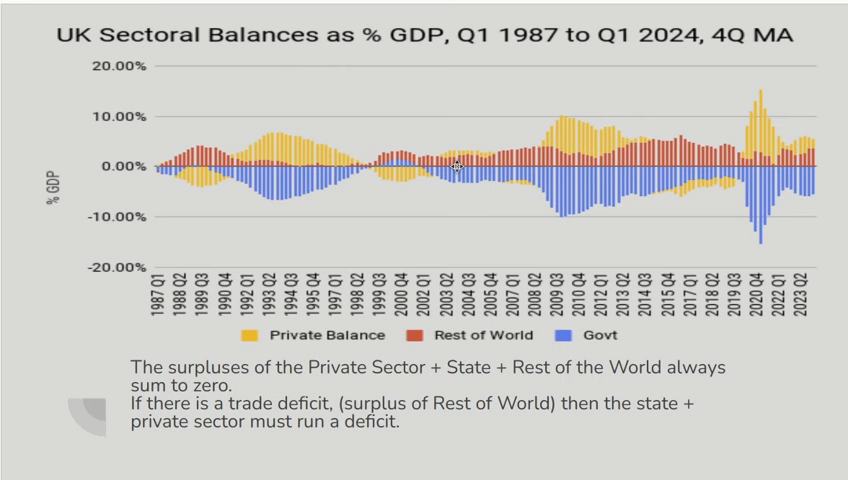 UK Sectoral Balances as % GDP, Q1 1987 to Q1 2024, 4Q MA
20.00%
10.00%
0.00%
-10.00%
-20.00%
% GDP
1987 Q1
1988 Q2
1989 Q3
1990 Q4
1992 Q1
1993 Q2
1994 Q3
1995 Q4
1997 Q1
1998 Q2
1999 Q3
2000 Q4
2002 Q1
2003 Q2
2004 Q3
2005 Q4
2007 Q1
2008 Q2
2009 Q3
2010 Q4
2012 Q1
2013 Q2
2014 Q3
2015 Q4
2017 Q1
2018 Q2
2019 Q3
2020 Q4
2022 Q1
2023 Q2
Private Balance
Rest of World
Govt
The surpluses of the Private Sector + State + Rest of the World always
sum to zero.
If there is a trade deficit, (surplus of Rest of World) then the state +
private sector must run a deficit.